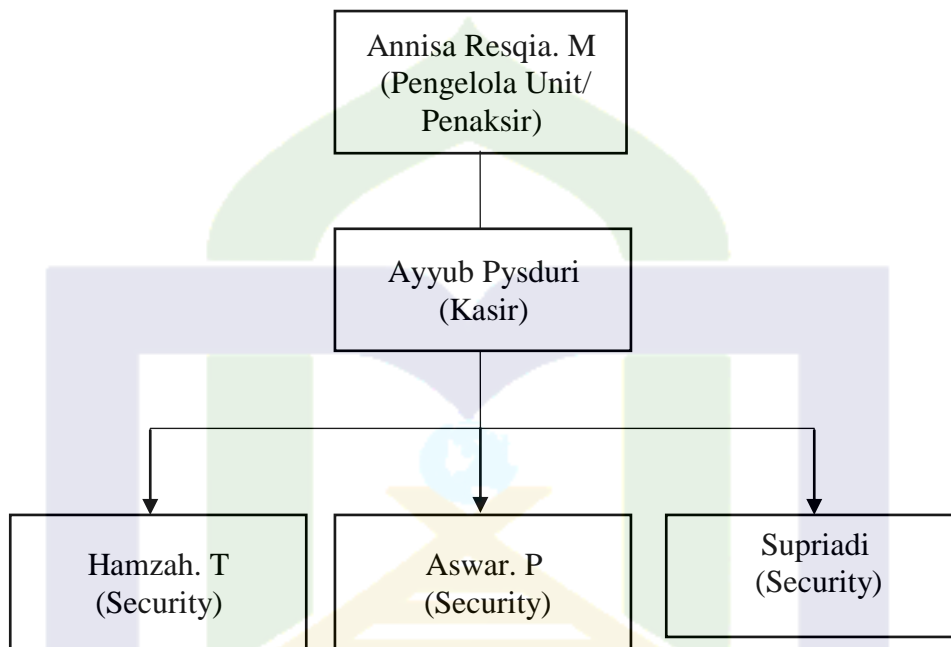 Annisa Resqia. M
(Pengelola Unit/
Penaksir)
Ayyub Pysduri
(Kasir)
Hamzah. T
(Security)
Aswar. P
(Security)
Supriadi
(Security)